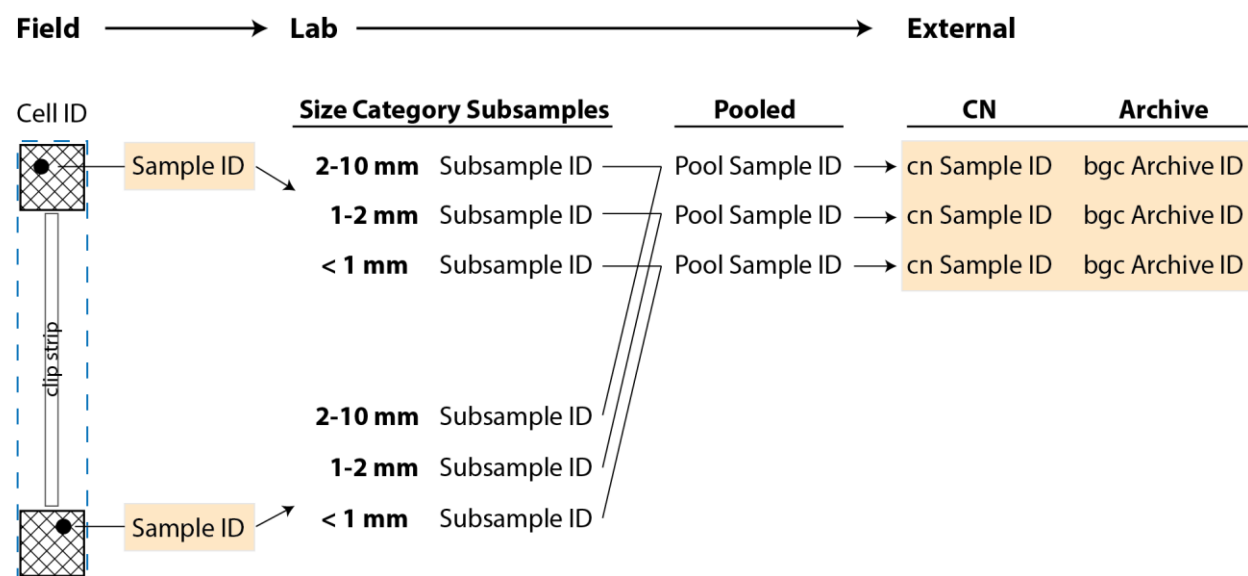 Field Lab External
Cell ID
Size Category Subsamples Pooled CN Archive
Sample ID 2-10 mm Subsample ID Pool Sample ID cn Sample ID bgc Archive ID
1-2 mm Subsample ID Pool Sample ID cn Sample ID bgc Archive ID
< 1 mm Subsample ID Pool Sample ID cn Sample ID bgc Archive ID
clip strip
2-10 mm Subsample ID
1-2 mm Subsample ID
< 1 mm Subsample ID
Sample ID